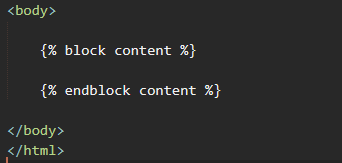 <body>
{% block content %}
{% endblock content %}
</body>
</html>